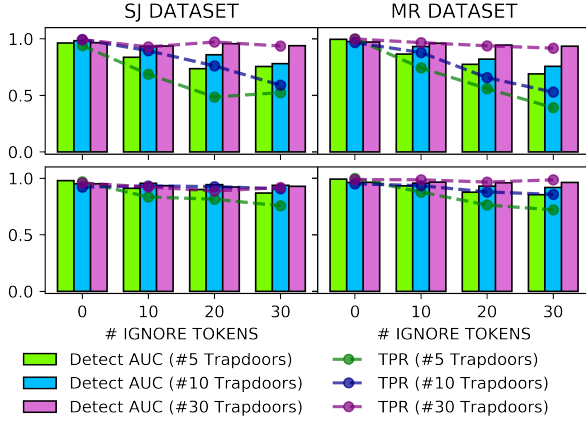 SJ DATASET MR DATASET
1.0
0.5
0.0
1.0
0.5
0.0
0 10 20 30 0 10 20 30
# IGNORE TOKENS # IGNORE TOKENS
Detect AUC (#5 Trapdoors) TPR (#5 Trapdoors)
Detect AUC (#10 Trapdoors) TPR (#10 Trapdoors)
Detect AUC (#30 Trapdoors) TPR (#30 Trapdoors)